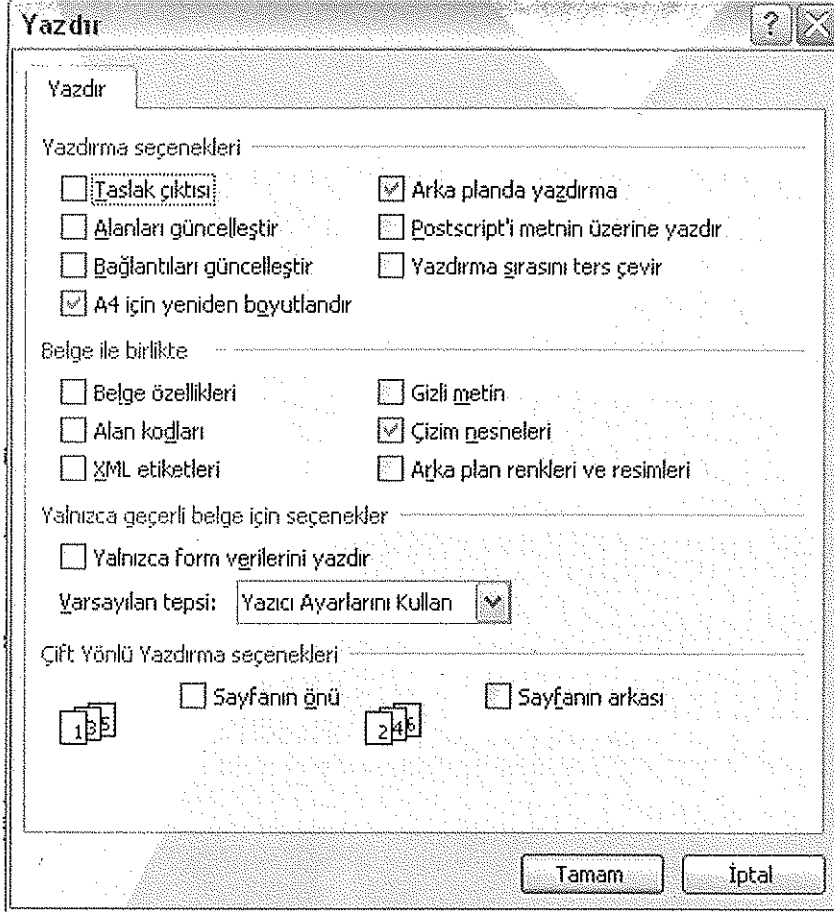 Yazdır
Yazdır
Yazdırma seçenekleri
Taslak çıktısı
Arka planda yazdırma
Alanları güncelleştir
Postscript'i metnin üzerine yazdır
Bağlantıları güncelleştir
Yazdırma sırasını ters çevir
A4 için yeniden boyutlandır
Belge ile birlikte
Belge özellikleri
Gizli metin
Alan kodları
Çizim nesneleri
XML etiketleri
Arka plan renkleri ve resimleri
Yalnızca geçerli belge için seçenekler
Yalnızca form verilerini yazdır
Varsayılan tepsi: Yazıcı Ayarlarını Kullan
Çift Yönlü Yazdırma seçenekleri
Sayfanın önü
Sayfanın arkası
1 3 5
2 4 6
Tamam
İptal